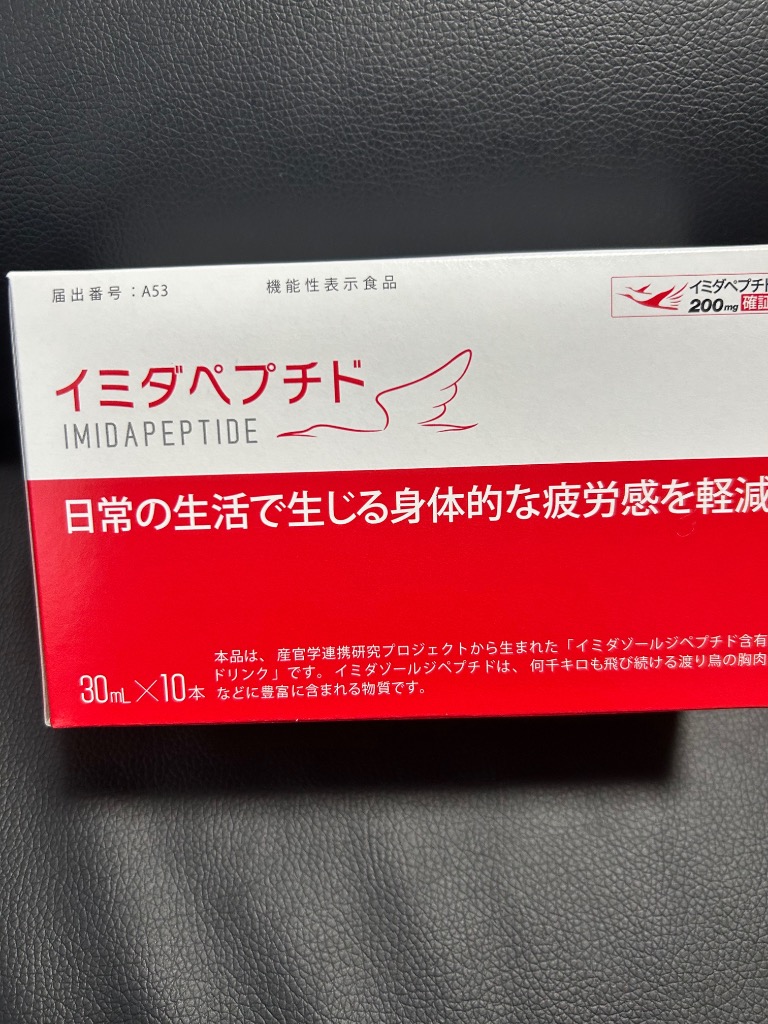 届出番号：A53
機能性表示食品
イミダペプチド
200mg 確証
イミダペプチド
IMIDAPEPTIDE
日常の生活で生じる身体的な疲労感を軽減
本品は、産官学連携研究プロジェクトから生まれた「イミダゾールジペプチド含有
ドリンク」です。イミダゾールジペプチドは、何千キロも飛び続ける渡り鳥の胸肉
などに豊富に含まれる物質です。
30mL×10本